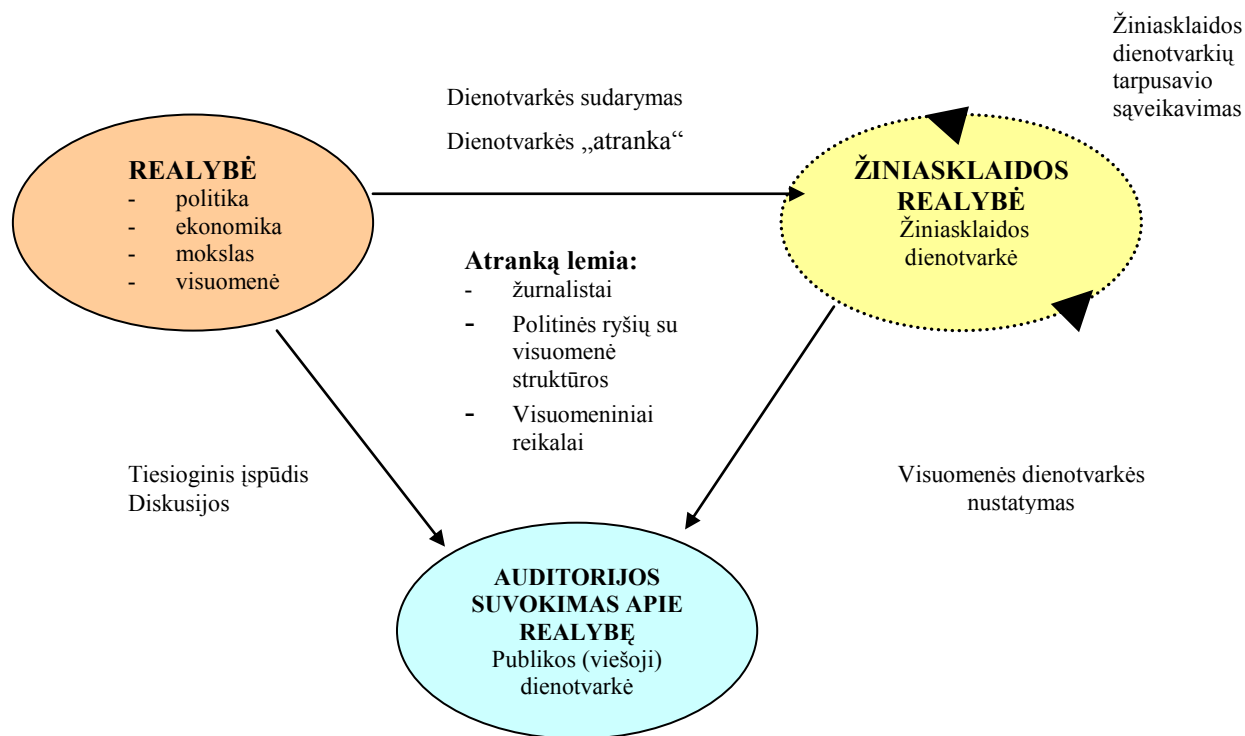 Žiniasklaidos
dienotvarkių
tarpusavio
sąveikavimas
Dienotvarkės sudarymas
Dienotvarkės „atranka“
REALYBĖ
- politika
- ekonomika
- mokslas
- visuomenė
ŽINIASKLAIDOS
REALYBĖ
Žiniasklaidos
dienotvarkė
Atranką lemia:
- žurnalistai
- Politinės ryšių su
visuomenė
struktūros
- Visuomeniniai
reikalai
Tiesioginis įspūdis
Diskusijos
Visuomenės dienotvarkės
nustatymas
AUDITORIJOS
SUVOKIMAS APIE
REALYBĘ
Publikos (viešoji)
dienotvarkė